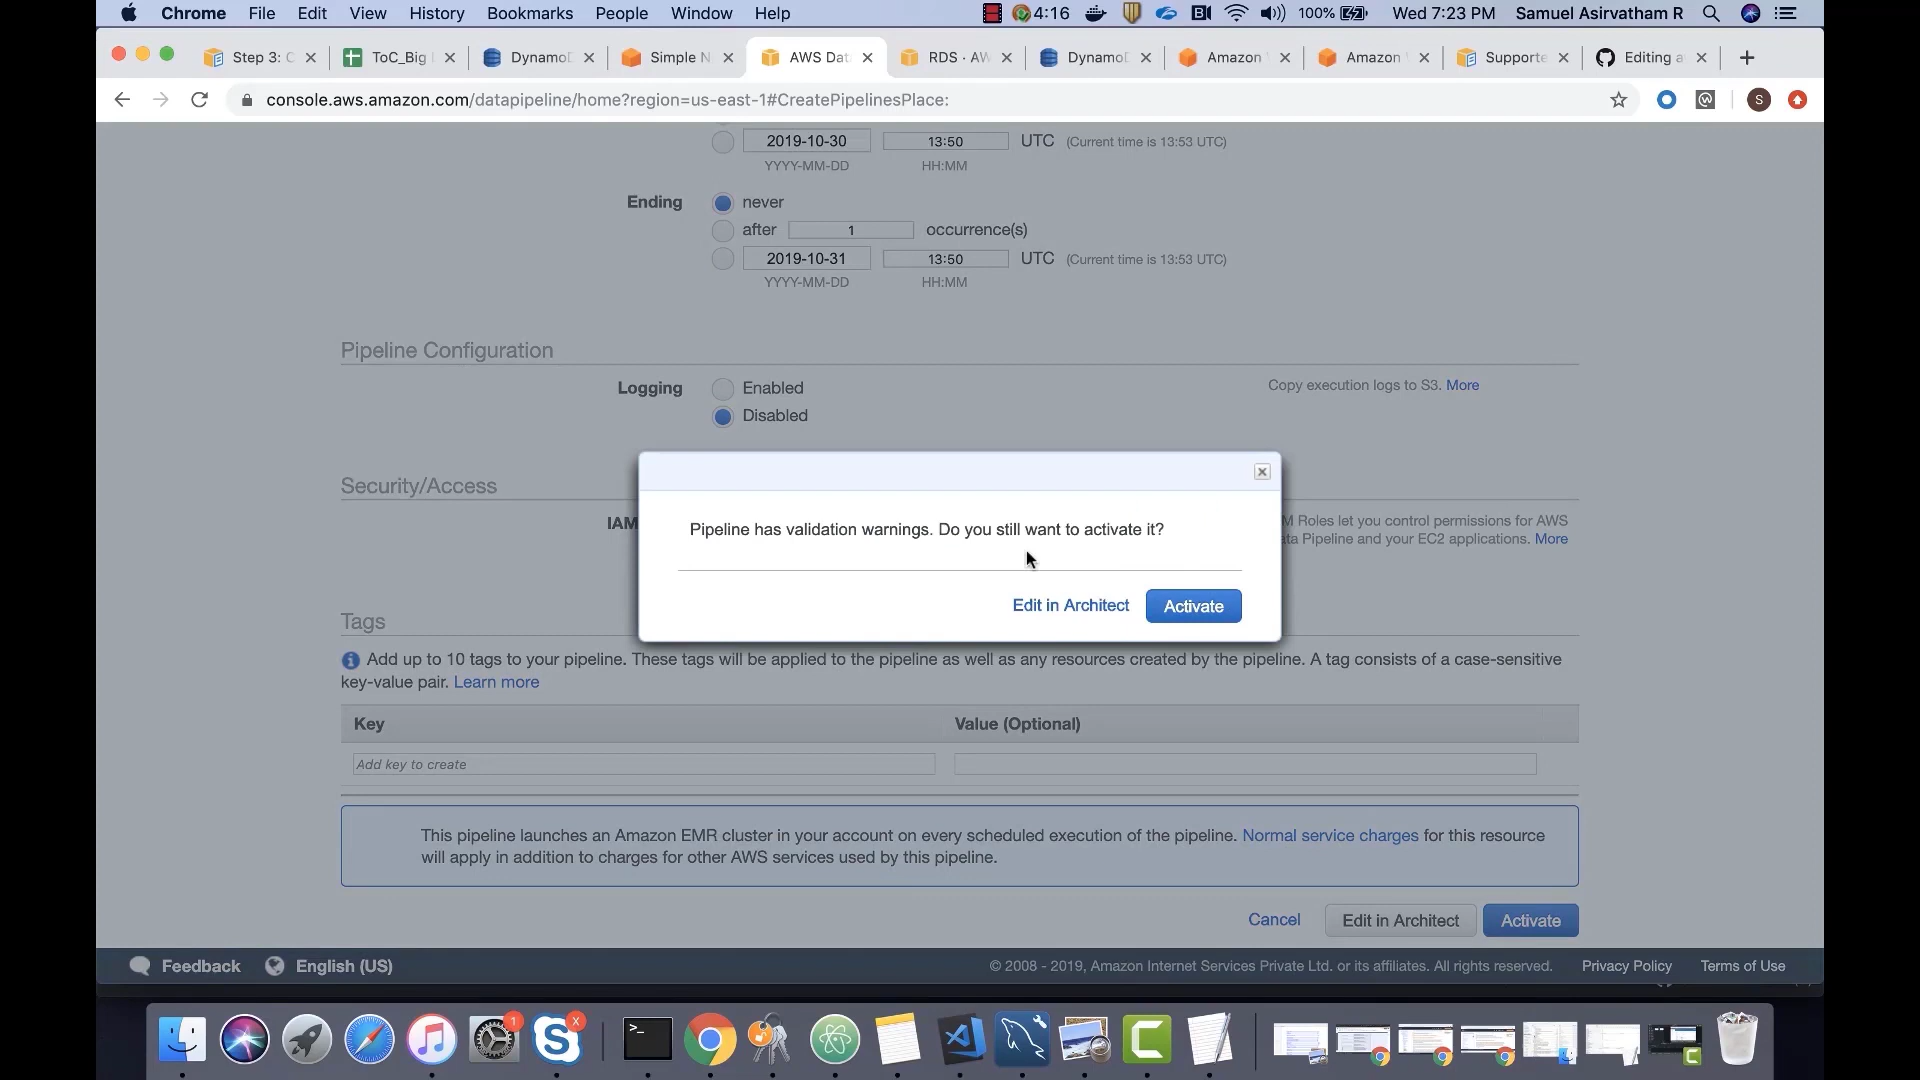 Chrome File Edit View History Bookmarks People Window Help 4:16 100% Wed 7:23 PM Samuel Asirvatham R
Step 3: C ToC_Big DynamoD Simple N AWS Data RDS · AW DynamoD Amazon Amazon Supporte Editing a
console.aws.amazon.com/datapipeline/home?region=us-east-1#CreatePipelinesPlace: S
2019-10-30 13:50 UTC (Current time is 13:53 UTC)
YYYY-MM-DD HH:MM
Ending never
after 1 occurrence(s)
2019-10-31 13:50 UTC (Current time is 13:53 UTC)
YYYY-MM-DD HH:MM
Pipeline Configuration
Logging Enabled Copy execution logs to S3. More
Disabled
Security/Access
IAM M Roles let you control permissions for AWS
ata Pipeline and your EC2 applications. More
Pipeline has validation warnings. Do you still want to activate it?
Edit in Architect Activate
Tags
Add up to 10 tags to your pipeline. These tags will be applied to the pipeline as well as any resources created by the pipeline. A tag consists of a case-sensitive
key-value pair. Learn more
Key Value (Optional)
Add key to create
This pipeline launches an Amazon EMR cluster in your account on every scheduled execution of the pipeline. Normal service charges for this resource
will apply in addition to charges for other AWS services used by this pipeline.
Cancel Edit in Architect Activate
Feedback English (US) © 2008 - 2019, Amazon Internet Services Private Ltd. or its affiliates. All rights reserved. Privacy Policy Terms of Use